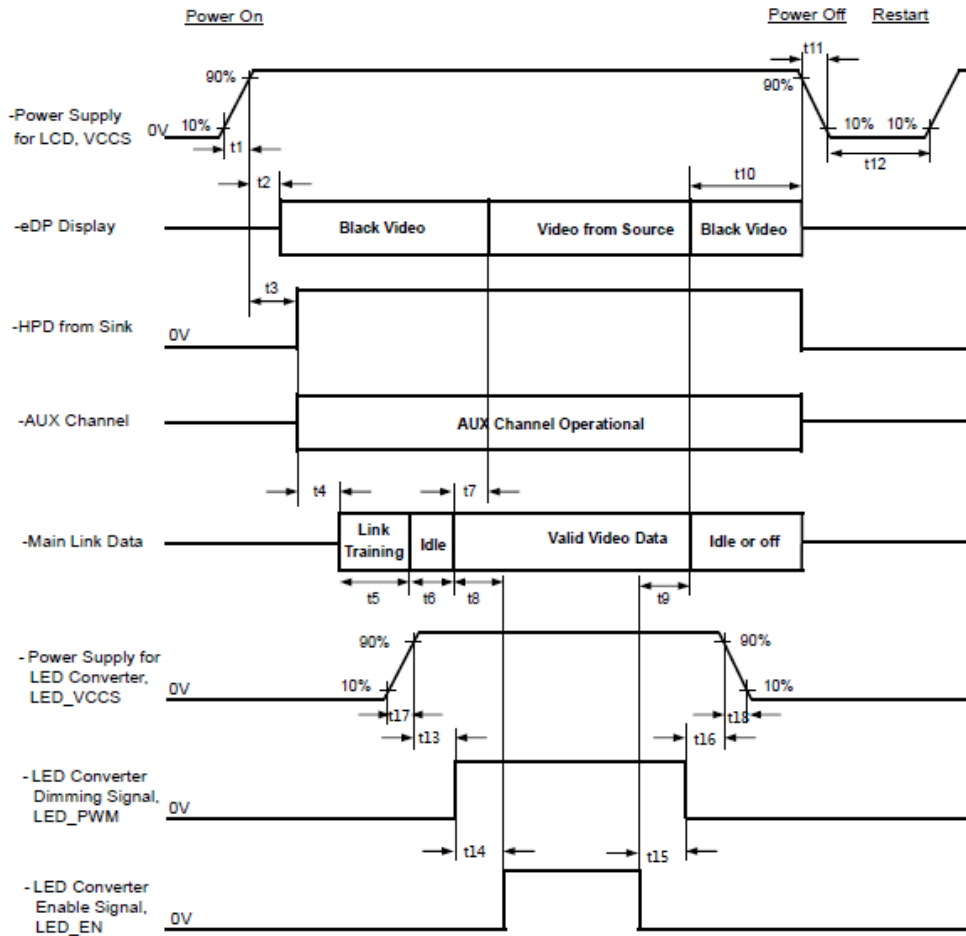 Power On
Power Off Restart
t11
90% 90%
-Power Supply
for LCD, VCCS
0V 10% 10% 10%
t1 t12
t2 t10
-eDP Display Black Video Video from Source Black Video
t3
-HPD from Sink 0V
-AUX Channel AUX Channel Operational
t4 t7
-Main Link Data Link
Training Idle Valid Video Data Idle or off
t5 t6 t8 t9
90% 90%
- Power Supply for
LED Converter,
LED_VCCS
0V 10% 10%
t17 t18
t13 t16
- LED Converter
Dimming Signal,
LED_PWM
0V
t14 t15
- LED Converter
Enable Signal,
LED_EN
0V